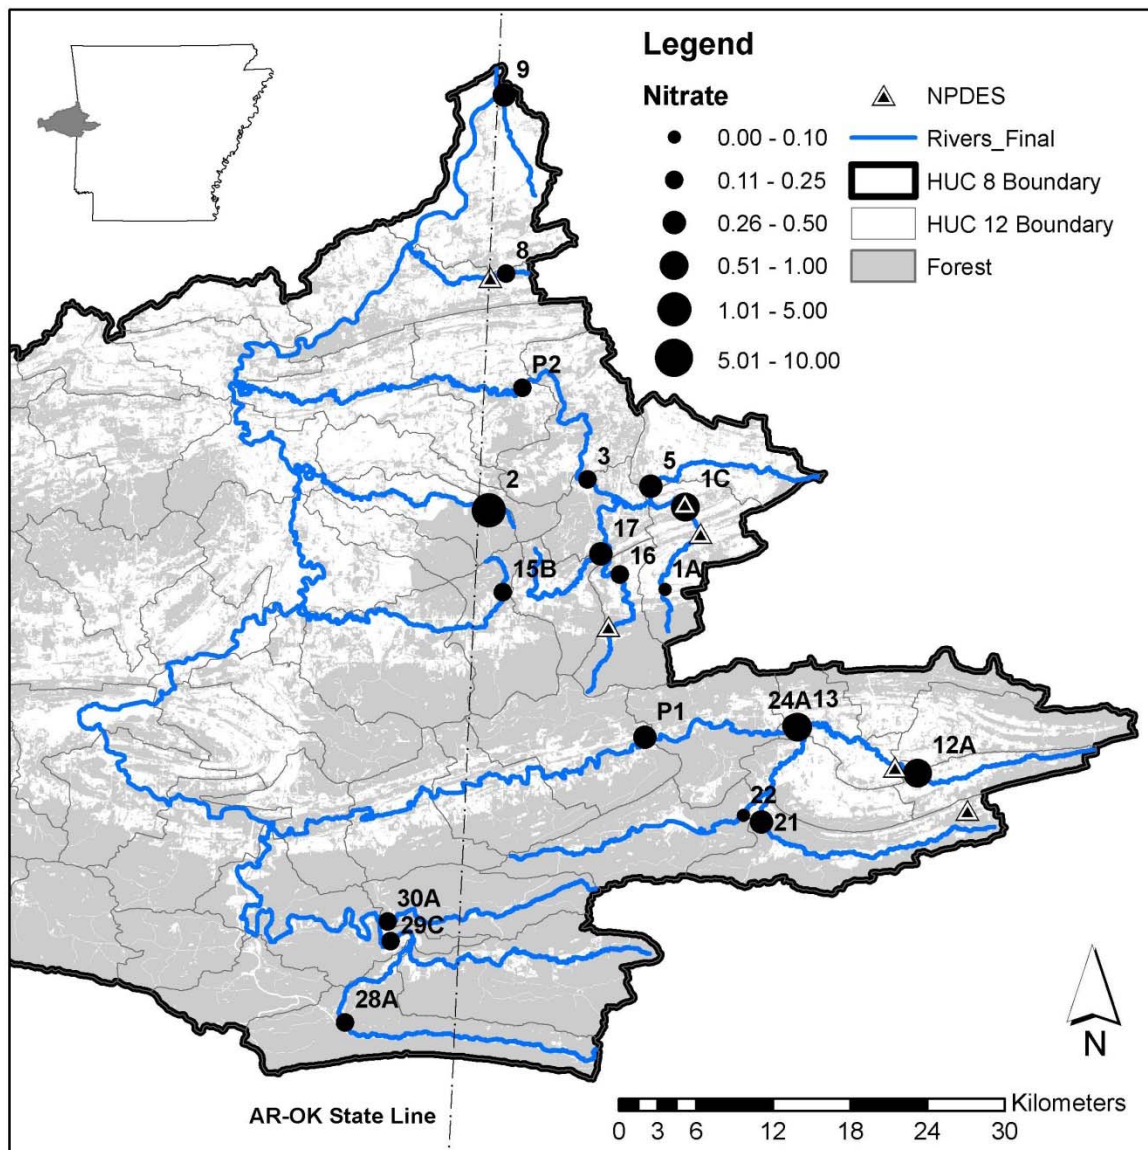 Legend
Nitrate
0.00 - 0.10
0.11 - 0.25
0.26 - 0.50
0.51 - 1.00
1.01 - 5.00
5.01 - 10.00
NPDES
Rivers_Final
HUC 8 Boundary
HUC 12 Boundary
Forest
9
8
P2
3
5
1C
2
17
16
15B
1A
P1
24A13
12A
22
21
30A
29C
28A
N
AR-OK State Line
Kilometers
0 3 6 12 18 24 30